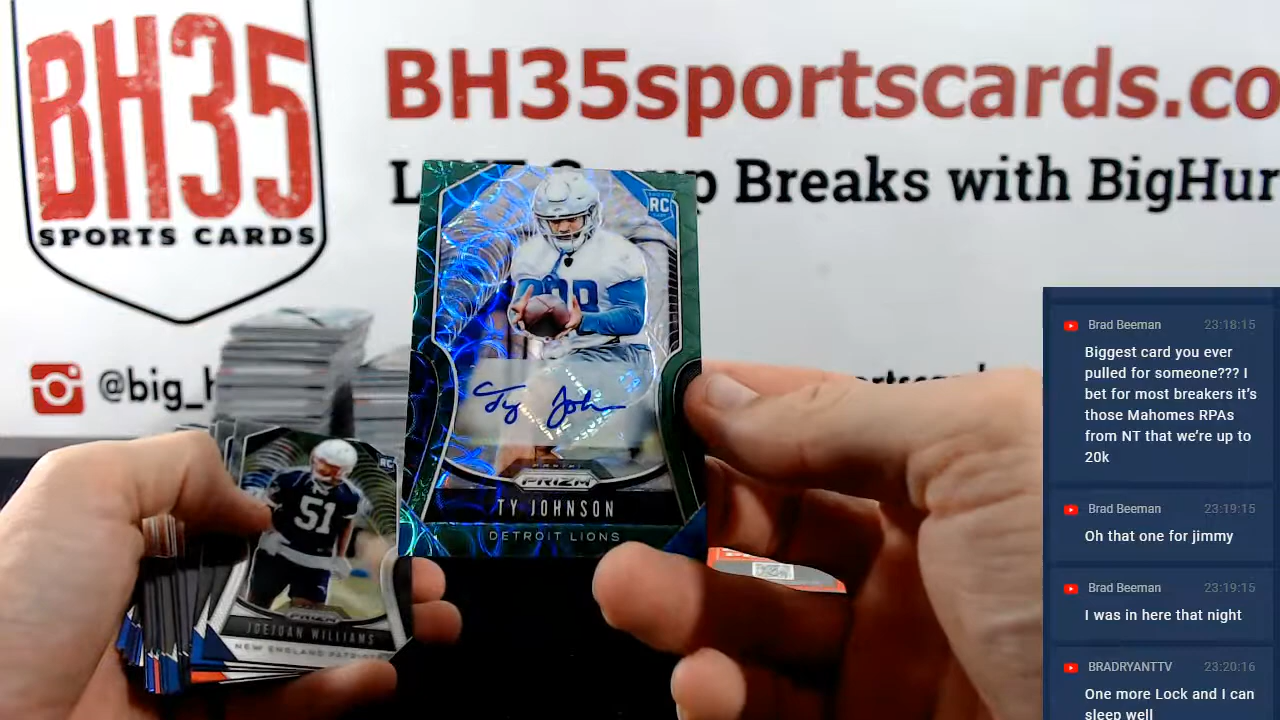 BH35
SPORTS CARDS
BH35sportscards.co
Breaks with BigHur
@big_h
RC
Ty John
PANINI
PRIZM
TY JOHNSON
DETROIT LIONS
RC
51
PRIZM
JOEJUAN WILLIAMS
NEW ENGLAND PATRIOTS
Brad Beeman 23:18:15
Biggest card you ever
pulled for someone??? I
bet for most breakers it's
those Mahomes RPAs
from NT that we're up to
20k
Brad Beeman 23:19:15
Oh that one for jimmy
Brad Beeman 23:19:15
I was in here that night
BRADRYANTTV 23:20:16
One more Lock and I can
sleep well